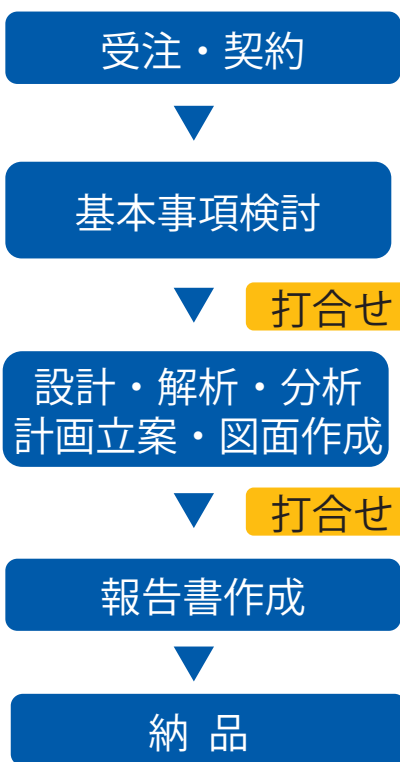 受注・契約
基本事項検討
打合せ
設計・解析・分析
計画立案・図面作成
打合せ
報告書作成
納 品